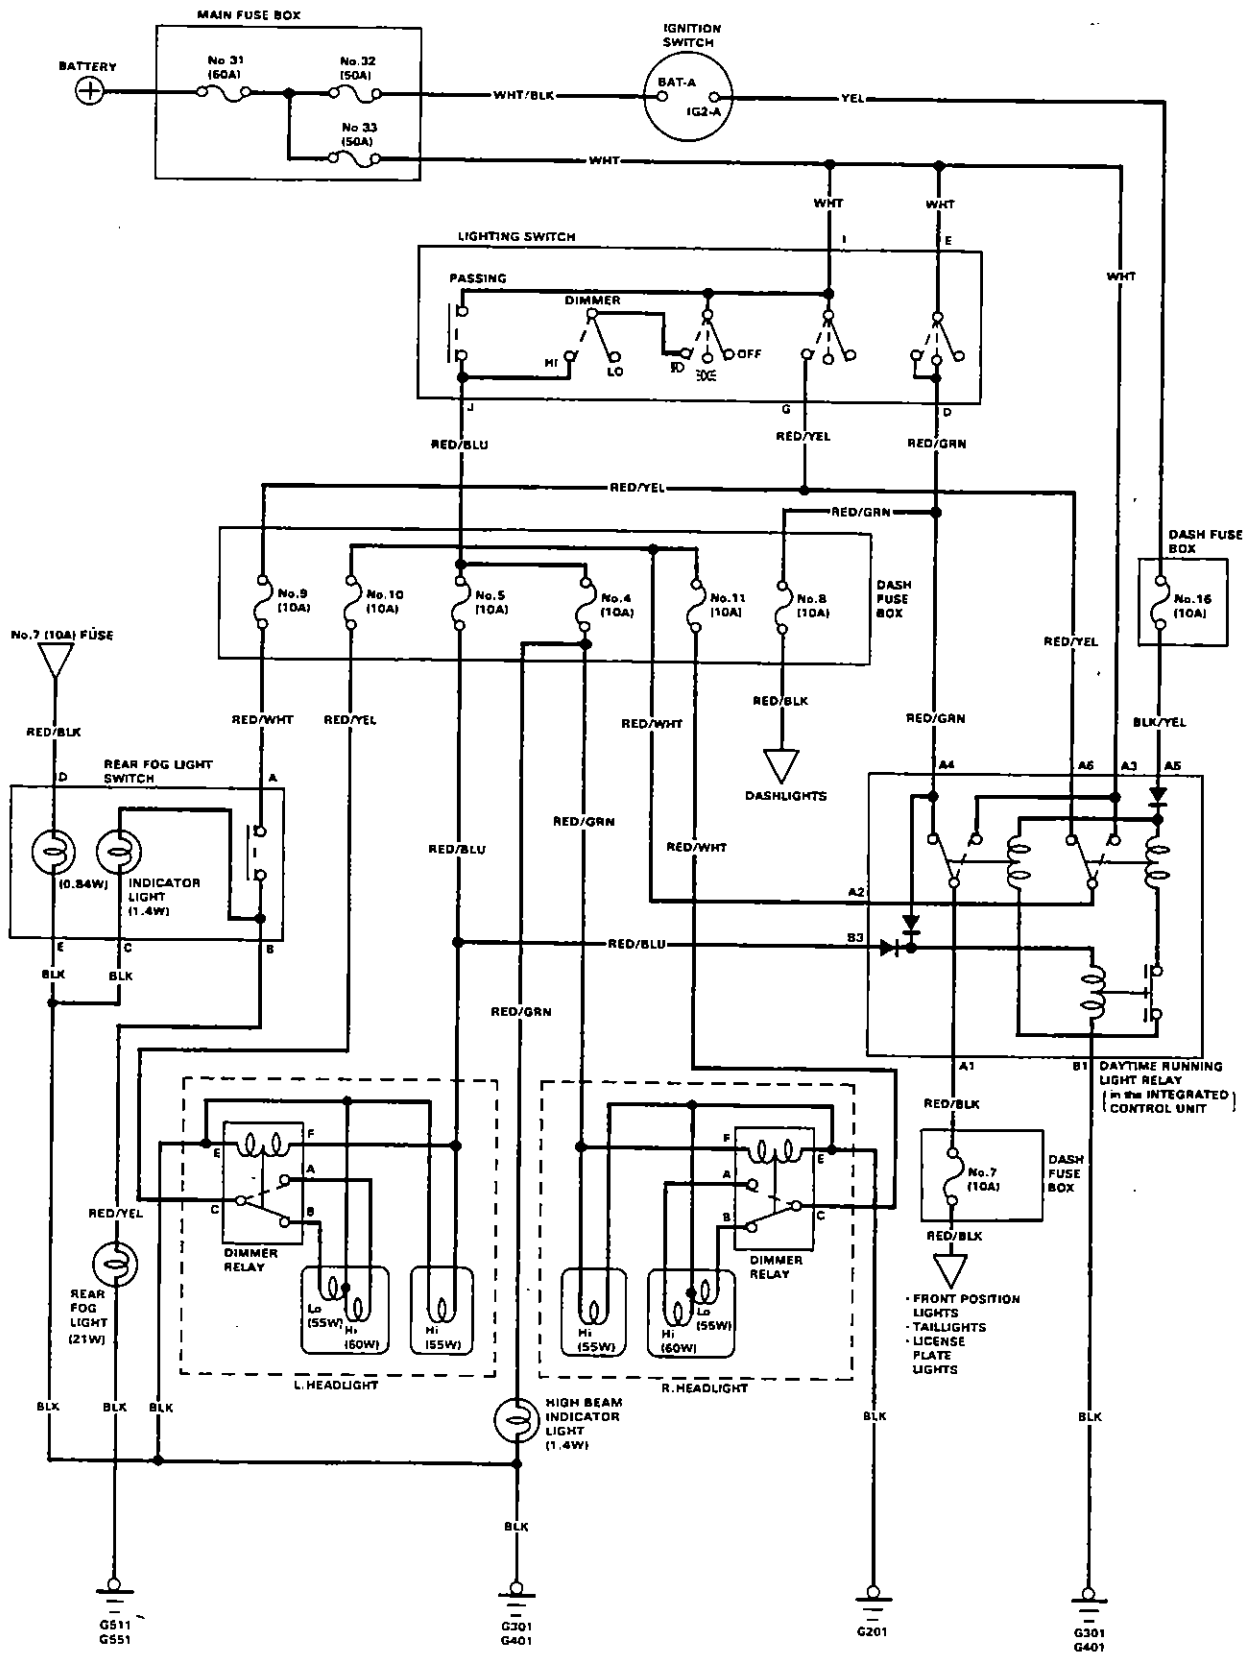 MAIN FUSE BOX
BATTERY
No 31
(60A)
No.32
(50A)
No 33
(50A)
WHT/BLK
IGNITION
SWITCH
BAT-A
IG2-A
YEL
WHT
WHT
WHT
WHT
LIGHTING SWITCH
I
E
PASSING
DIMMER
HI
LO
OFF
J
G
D
RED/BLU
RED/YEL
RED/GRN
RED/YEL
RED/GRN
DASH FUSE
BOX
No.16
(10A)
No.9
(10A)
No.10
(10A)
No.5
(10A)
No.4
(10A)
No.11
(10A)
No.8
(10A)
DASH
FUSE
BOX
No.7 (10A) FUSE
RED/YEL
RED/BLK
RED/WHT
RED/YEL
RED/WHT
RED/BLK
RED/GRN
BLK/YEL
D
REAR FOG LIGHT
SWITCH
A
DASHLIGHTS
A4
A6
A3
A5
RED/GRN
RED/BLU
RED/WHT
(0.84W)
INDICATOR
LIGHT
(1.4W)
A2
B3
RED/BLU
E
C
B
BLK
BLK
RED/GRN
A1
B1
DAYTIME RUNNING
LIGHT RELAY
(in the INTEGRATED
CONTROL UNIT)
RED/BLK
E
F
A
C
B
DIMMER
RELAY
F
E
A
B
C
DIMMER
RELAY
No.7
(10A)
DASH
FUSE
BOX
RED/BLK
RED/YEL
REAR
FOG
LIGHT
(21W)
Lo
(55W)
Hi
(60W)
Hi
(55W)
Hi
(55W)
Hi
(60W)
Lo
(55W)
· FRONT POSITION
LIGHTS
· TAILLIGHTS
· LICENSE
PLATE
LIGHTS
L.HEADLIGHT
R.HEADLIGHT
BLK
BLK
BLK
HIGH BEAM
INDICATOR
LIGHT
(1.4W)
BLK
BLK
BLK
G511
G551
G301
G401
G201
G301
G401